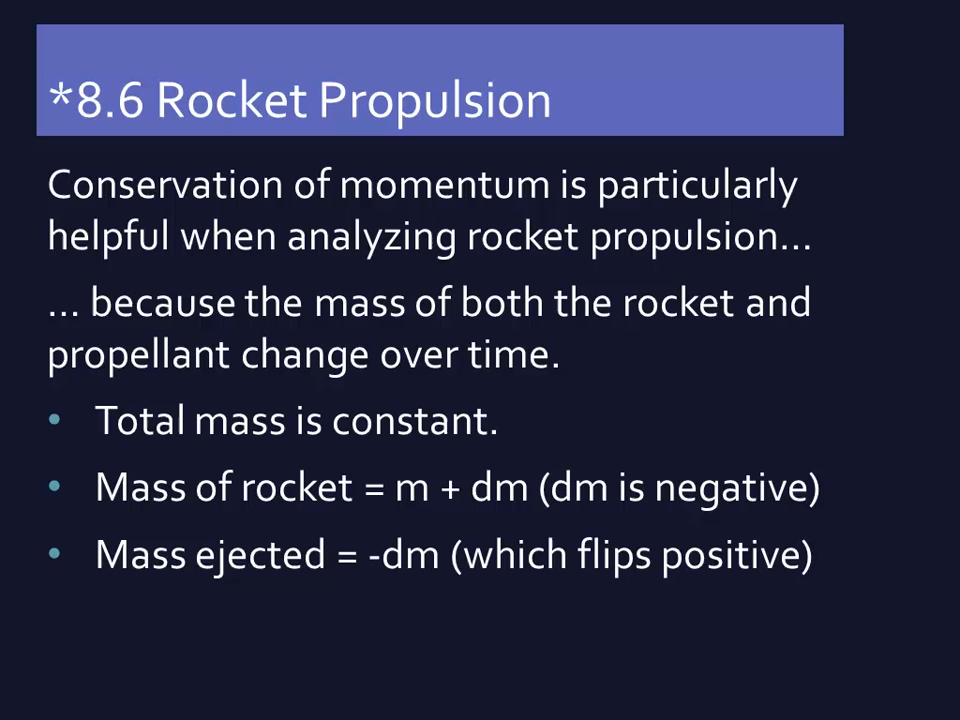 *8.6 Rocket Propulsion
Conservation of momentum is particularly
helpful when analyzing rocket propulsion…
… because the mass of both the rocket and
propellant change over time.
• Total mass is constant.
• Mass of rocket = m + dm (dm is negative)
• Mass ejected = -dm (which flips positive)